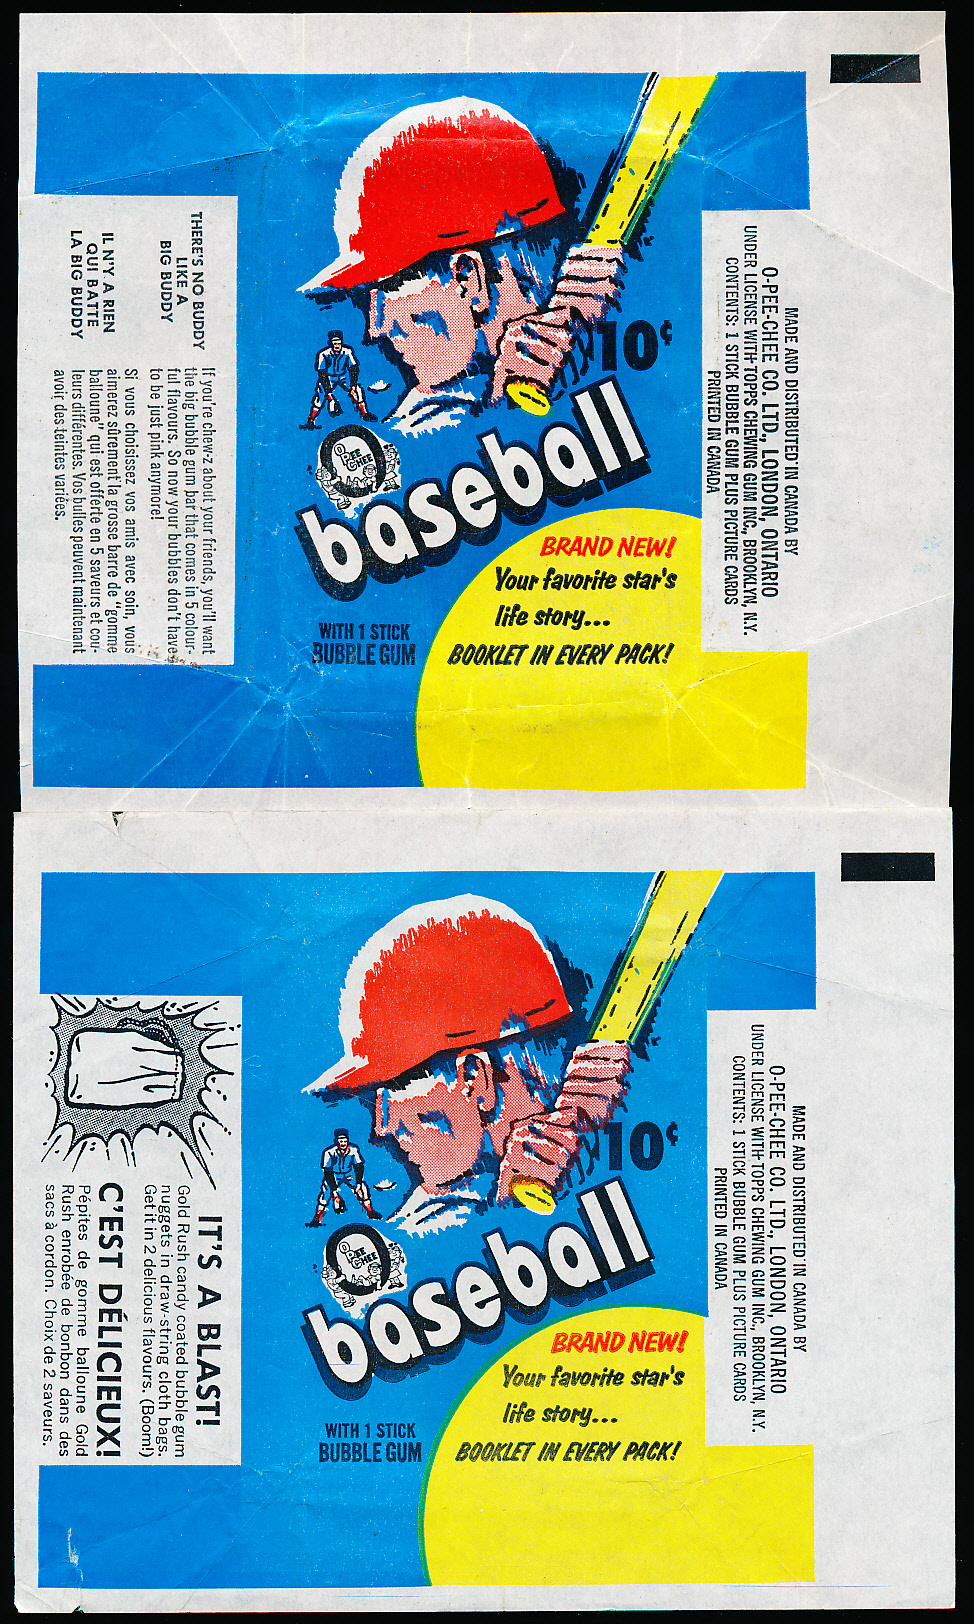 10¢
O
PEE
CHEE
baseball
BRAND NEW!
Your favorite star's
life story...
BOOKLET IN EVERY PACK!
WITH 1 STICK
BUBBLE GUM
THERE'S NO BUDDY
LIKE A
BIG BUDDY
If you're chew-z about your friends, you'll want
the big bubble gum bar that comes in 5 colour-
ful flavours. So now your bubbles don't have
to be just pink anymore!
IL N'Y A RIEN
QUI BATTE
LA BIG BUDDY
Si vous choisissez vos amis avec soin, vous
aimerez sûrement la grosse barre de "gomme
balloune" qui est offerte en 5 saveurs et cou-
leurs différentes. Vos bulles peuvent maintenant
avoir des teintes variées.
MADE AND DISTRIBUTED IN CANADA BY
O-PEE-CHEE CO. LTD., LONDON, ONTARIO
UNDER LICENSE WITH TOPPS CHEWING GUM INC., BROOKLYN, N.Y.
CONTENTS: 1 STICK BUBBLE GUM PLUS PICTURE CARDS
PRINTED IN CANADA
10¢
O
PEE
CHEE
baseball
BRAND NEW!
Your favorite star's
life story...
BOOKLET IN EVERY PACK!
WITH 1 STICK
BUBBLE GUM
IT'S A BLAST!
Gold Rush candy coated bubble gum
nuggets in draw-string cloth bags.
Get it in 2 delicious flavours. (Boom!)
C'EST DÉLICIEUX!
Pépites de gomme balloune Gold
Rush enrobée de bonbon dans des
sacs à cordon. Choix de 2 saveurs.
MADE AND DISTRIBUTED IN CANADA BY
O-PEE-CHEE CO. LTD., LONDON, ONTARIO
UNDER LICENSE WITH TOPPS CHEWING GUM INC., BROOKLYN, N.Y.
CONTENTS: 1 STICK BUBBLE GUM PLUS PICTURE CARDS
PRINTED IN CANADA